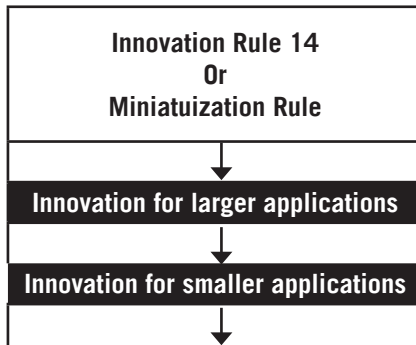 Innovation Rule 14
Or
Miniatuization Rule
Innovation for larger applications
Innovation for smaller applications